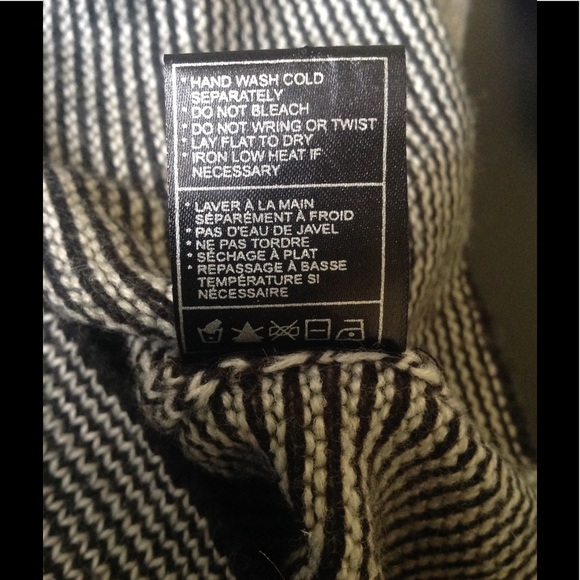 * HAND WASH COLD
SEPARATELY
* DO NOT BLEACH
* DO NOT WRING OR TWIST
* LAY FLAT TO DRY
* IRON LOW HEAT IF
NECESSARY
* LAVER À LA MAIN
SÉPARÉMENT À FROID
* PAS D'EAU DE JAVEL
* NE PAS TORDRE
* SÉCHAGE À PLAT
* REPASSAGE À BASSE
TEMPÉRATURE SI
NÉCESSAIRE